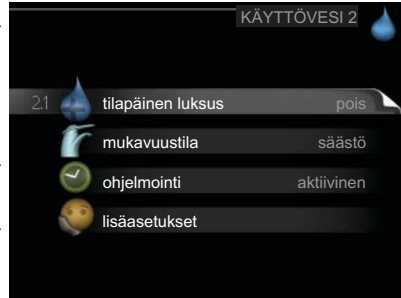 KÄYTTÖVESI 2
2.1 tilapäinen luksus pois
mukavuustila säästö
ohjelmointi aktiivinen
lisäasetukset